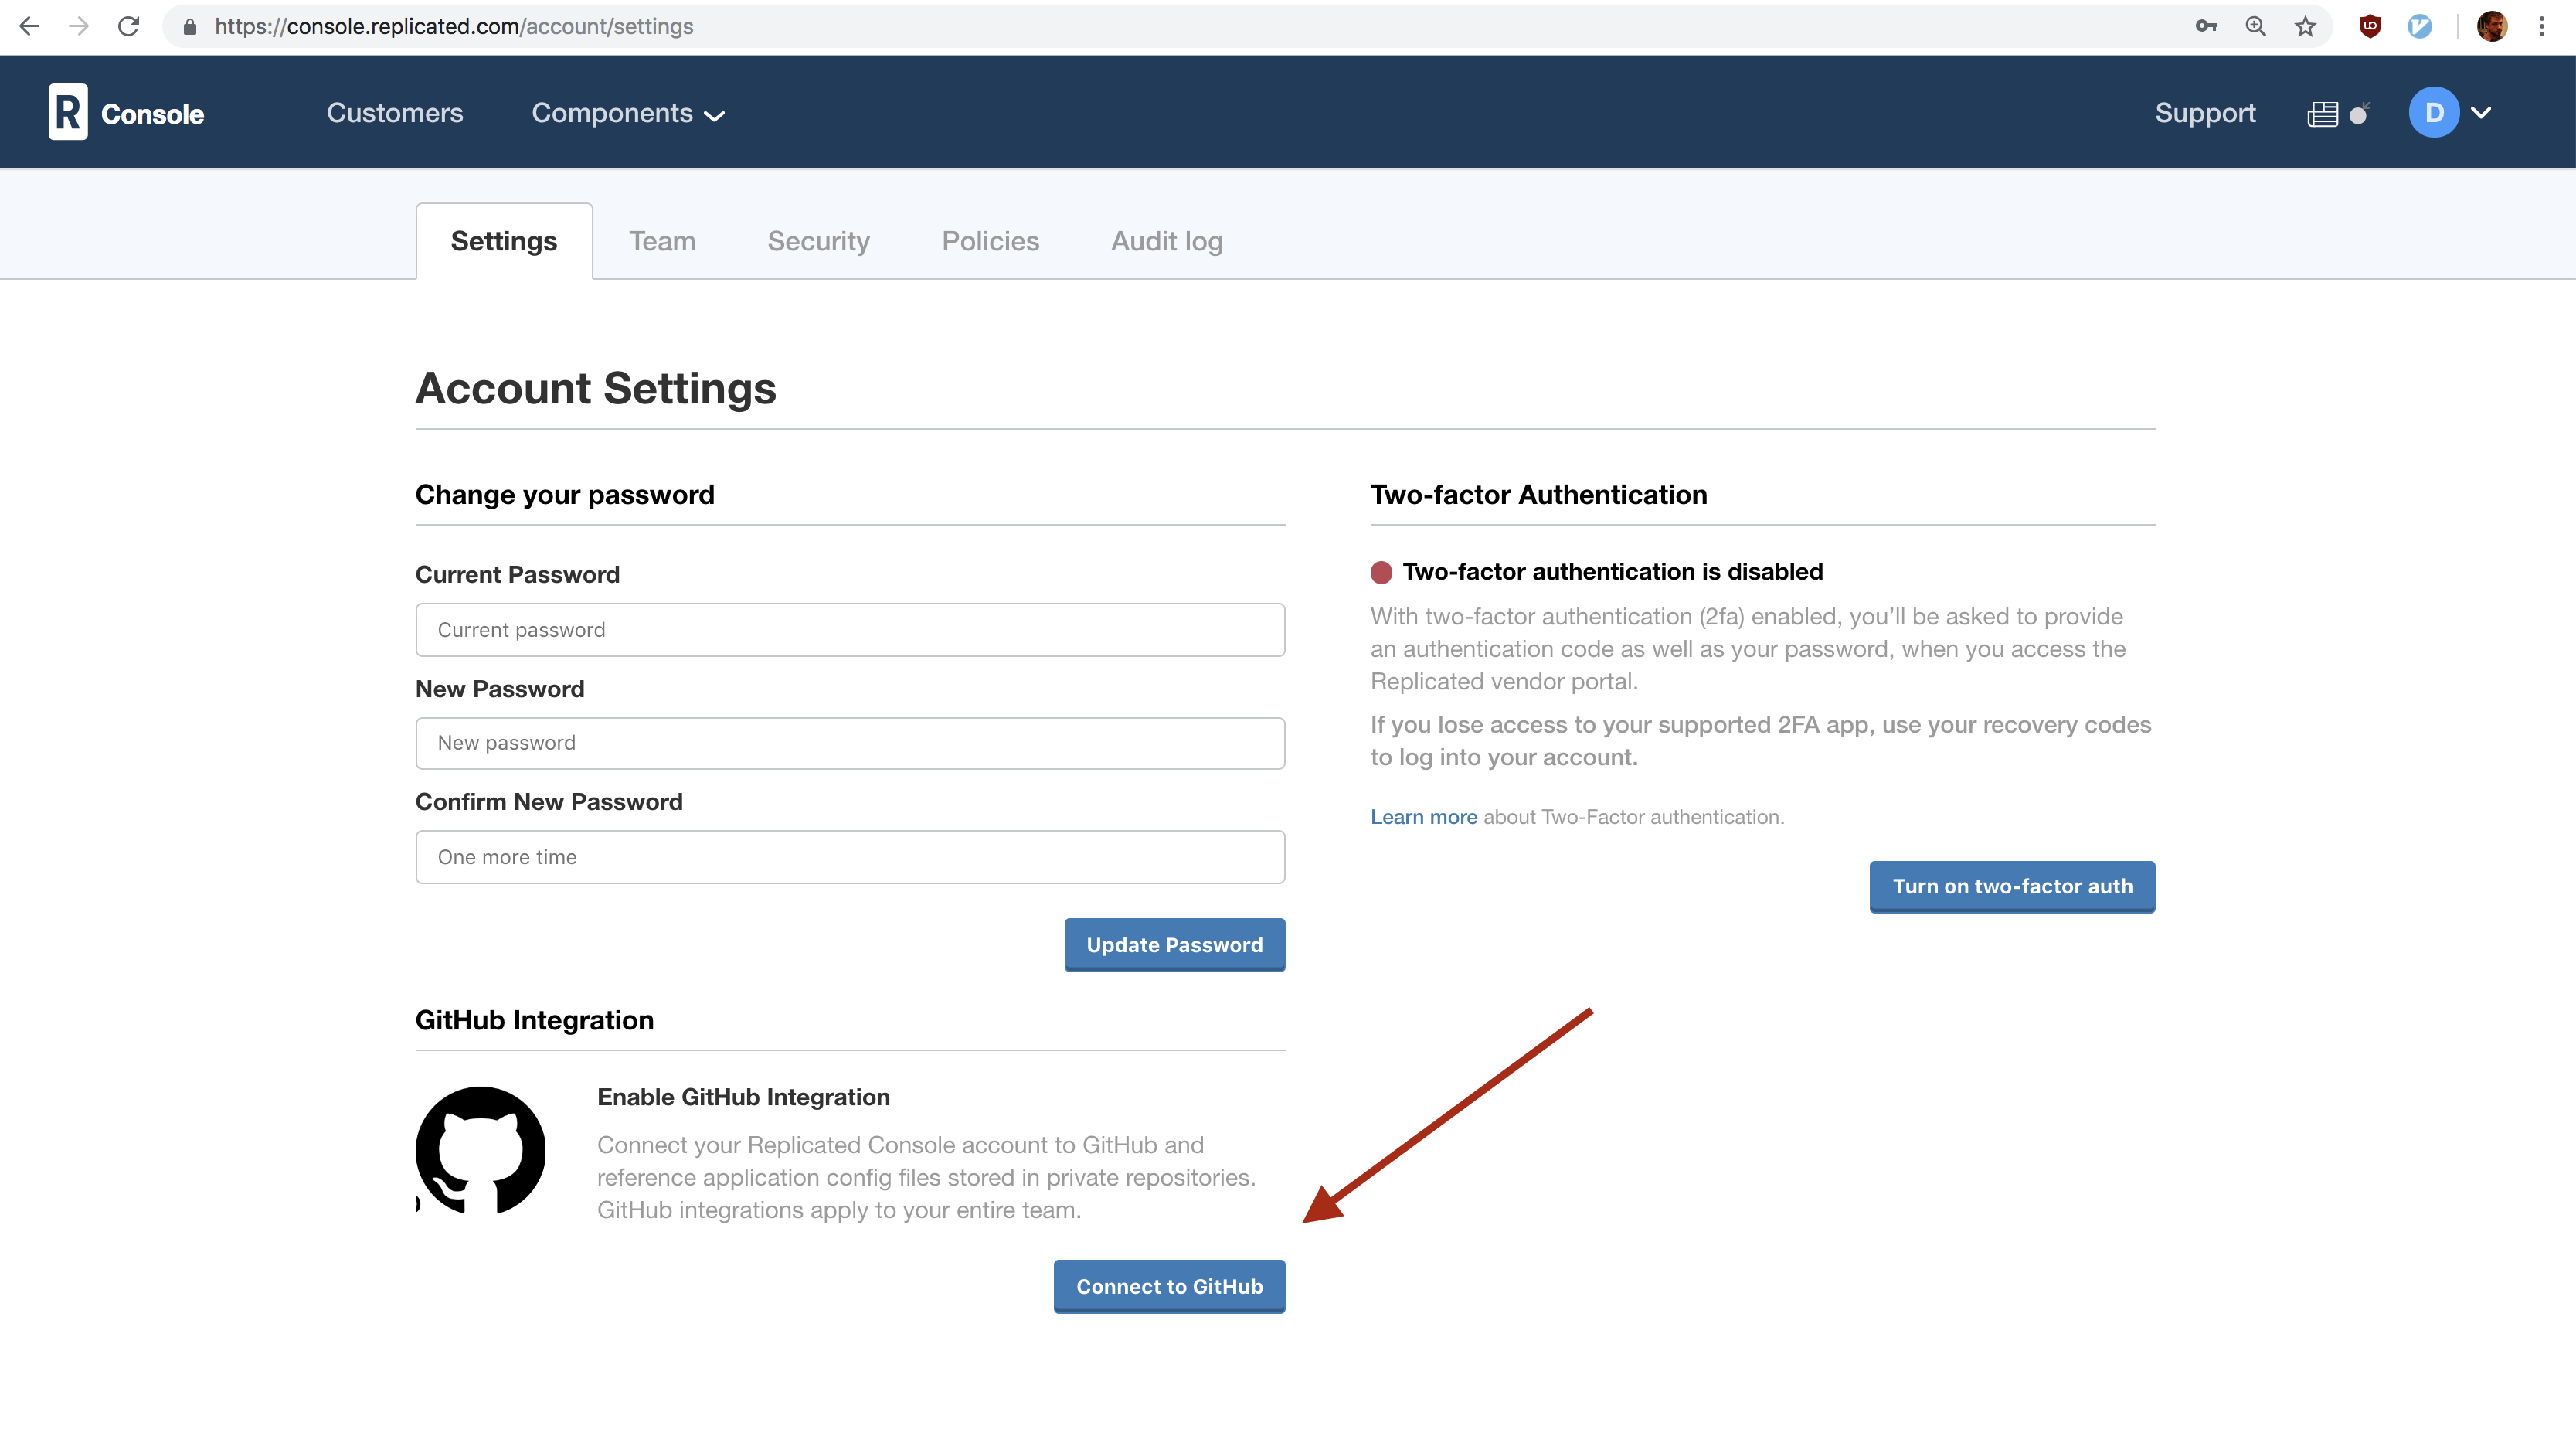 https://console.replicated.com/account/settings
R Console Customers Components Support D
Settings Team Security Policies Audit log
Account Settings
Change your password
Current Password
Current password
New Password
New password
Confirm New Password
One more time
Update Password
Two-factor Authentication
Two-factor authentication is disabled
With two-factor authentication (2fa) enabled, you’ll be asked to provide
an authentication code as well as your password, when you access the
Replicated vendor portal.
If you lose access to your supported 2FA app, use your recovery codes
to log into your account.
Learn more about Two-Factor authentication.
Turn on two-factor auth
GitHub Integration
Enable GitHub Integration
Connect your Replicated Console account to GitHub and
reference application config files stored in private repositories.
GitHub integrations apply to your entire team.
Connect to GitHub